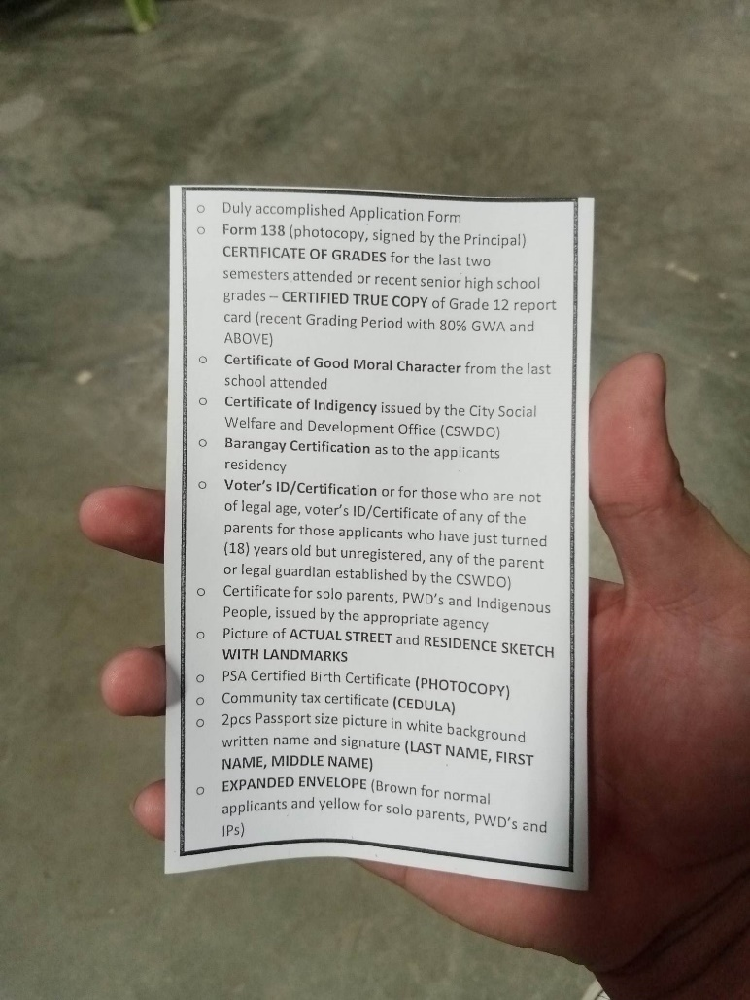 o Duly accomplished Application Form
o Form 138 (photocopy, signed by the Principal)
CERTIFICATE OF GRADES for the last two
semesters attended or recent senior high school
grades – CERTIFIED TRUE COPY of Grade 12 report
card (recent Grading Period with 80% GWA and
ABOVE)
o Certificate of Good Moral Character from the last
school attended
o Certificate of Indigency issued by the City Social
Welfare and Development Office (CSWDO)
o Barangay Certification as to the applicants
residency
o Voter's ID/Certification or for those who are not
of legal age, voter's ID/Certificate of any of the
parents for those applicants who have just turned
(18) years old but unregistered, any of the parent
or legal guardian established by the CSWDO)
o Certificate for solo parents, PWD's and Indigenous
People, issued by the appropriate agency
o Picture of ACTUAL STREET and RESIDENCE SKETCH
WITH LANDMARKS
o PSA Certified Birth Certificate (PHOTOCOPY)
o Community tax certificate (CEDULA)
o 2pcs Passport size picture in white background
written name and signature (LAST NAME, FIRST
NAME, MIDDLE NAME)
o EXPANDED ENVELOPE (Brown for normal
applicants and yellow for solo parents, PWD's and
IPs)